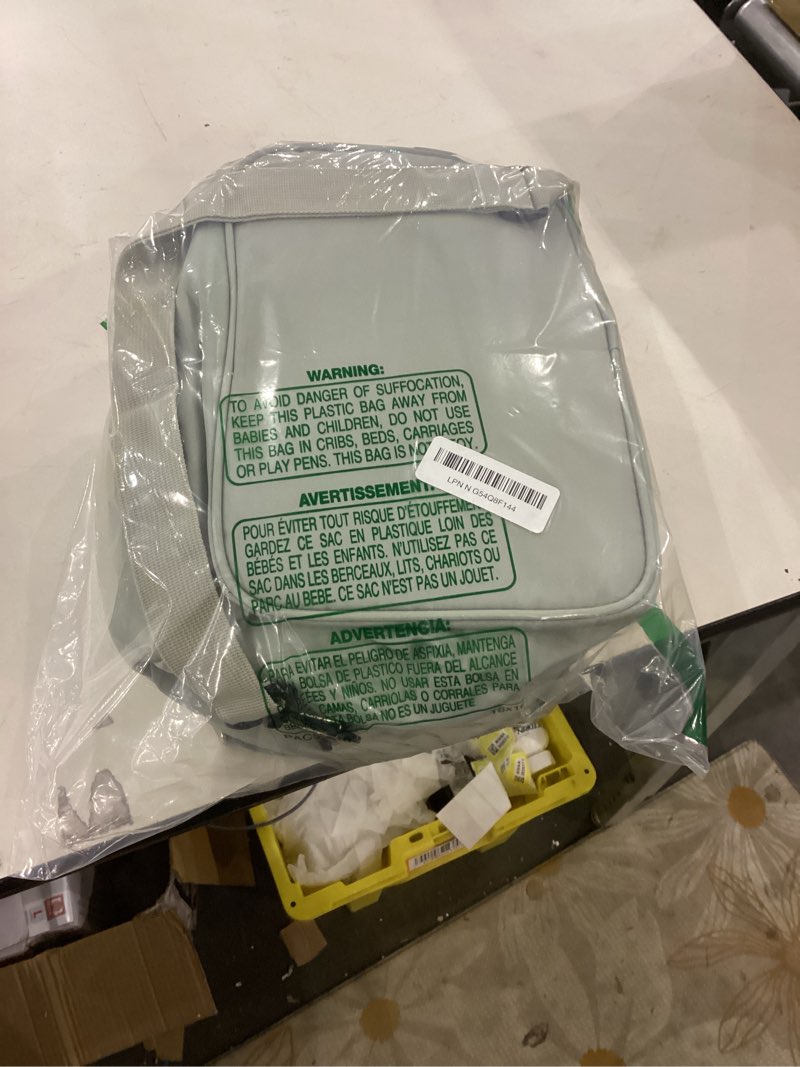 WARNING:
TO AVOID DANGER OF SUFFOCATION,
KEEP THIS PLASTIC BAG AWAY FROM
BABIES AND CHILDREN, DO NOT USE
THIS BAG IN CRIBS, BEDS, CARRIAGES
OR PLAY PENS. THIS BAG IS NOT TOY.
LPN N G54Q8F144
AVERTISSEMENT
POUR ÉVITER TOUT RISQUE D'ÉTOUFFEMENT
GARDEZ CE SAC EN PLASTIQUE LOIN DES
BÉBÉS ET LES ENFANTS. N'UTILISEZ PAS CE
SAC DANS LES BERCEAUX, LITS, CHARIOTS OU
PARC AU BEBE. CE SAC N'EST PAS UN JOUET.
ADVERTENCIA:
PARA EVITAR EL PELIGRO DE ASFIXIA, MANTENGA
BOLSA DE PLASTICO FUERA DEL ALCANCE
Y NIÑOS. NO USAR ESTA BOLSA EN
CAMAS, CARRIOLAS O CORRALES PARA
BOLSA NO ES UN JUGUETE